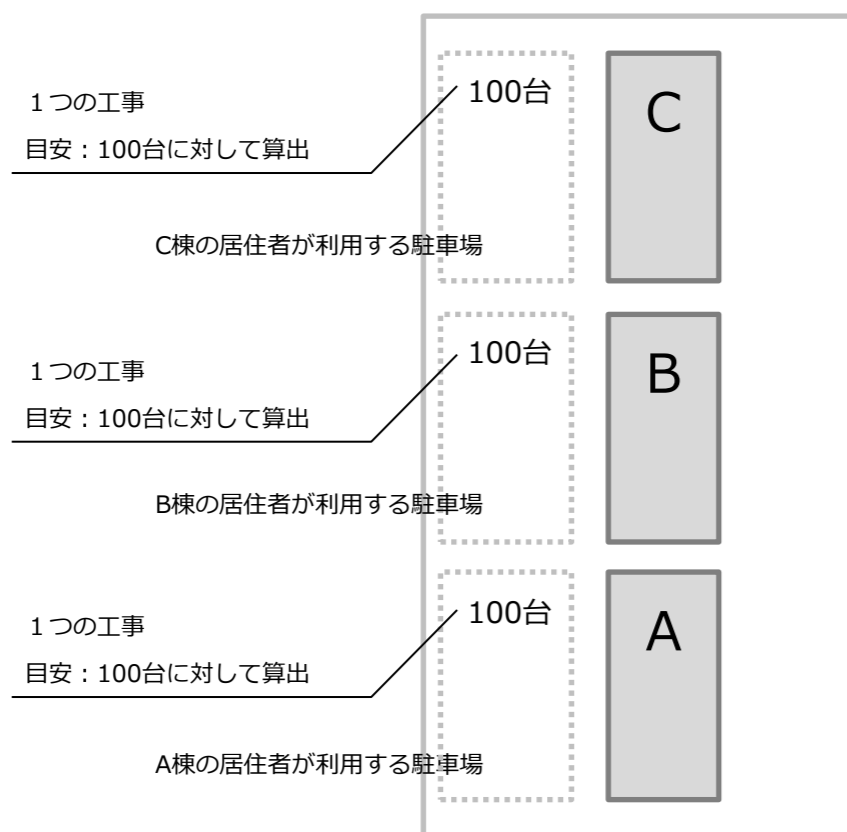 100台
C
１つの工事
目安：100台に対して算出
C棟の居住者が利用する駐車場
100台
B
１つの工事
目安：100台に対して算出
B棟の居住者が利用する駐車場
100台
A
１つの工事
目安：100台に対して算出
A棟の居住者が利用する駐車場